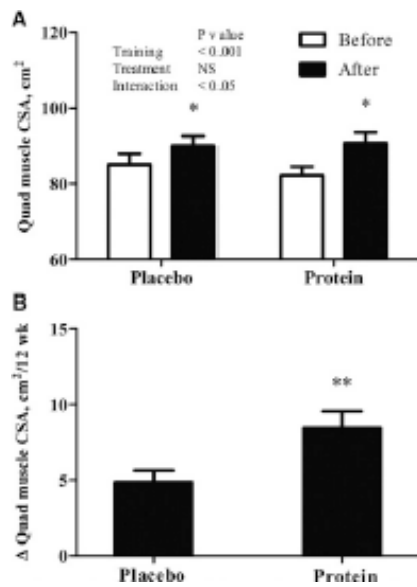 A
120
P value
Training < 0.001
Treatment NS
Interaction < 0.05
Before
After
100
*
*
80
60
Quad muscle CSA, cm²
Placebo Protein
B
15
**
10
5
0
Δ Quad muscle CSA, cm²/12 wk
Placebo Protein